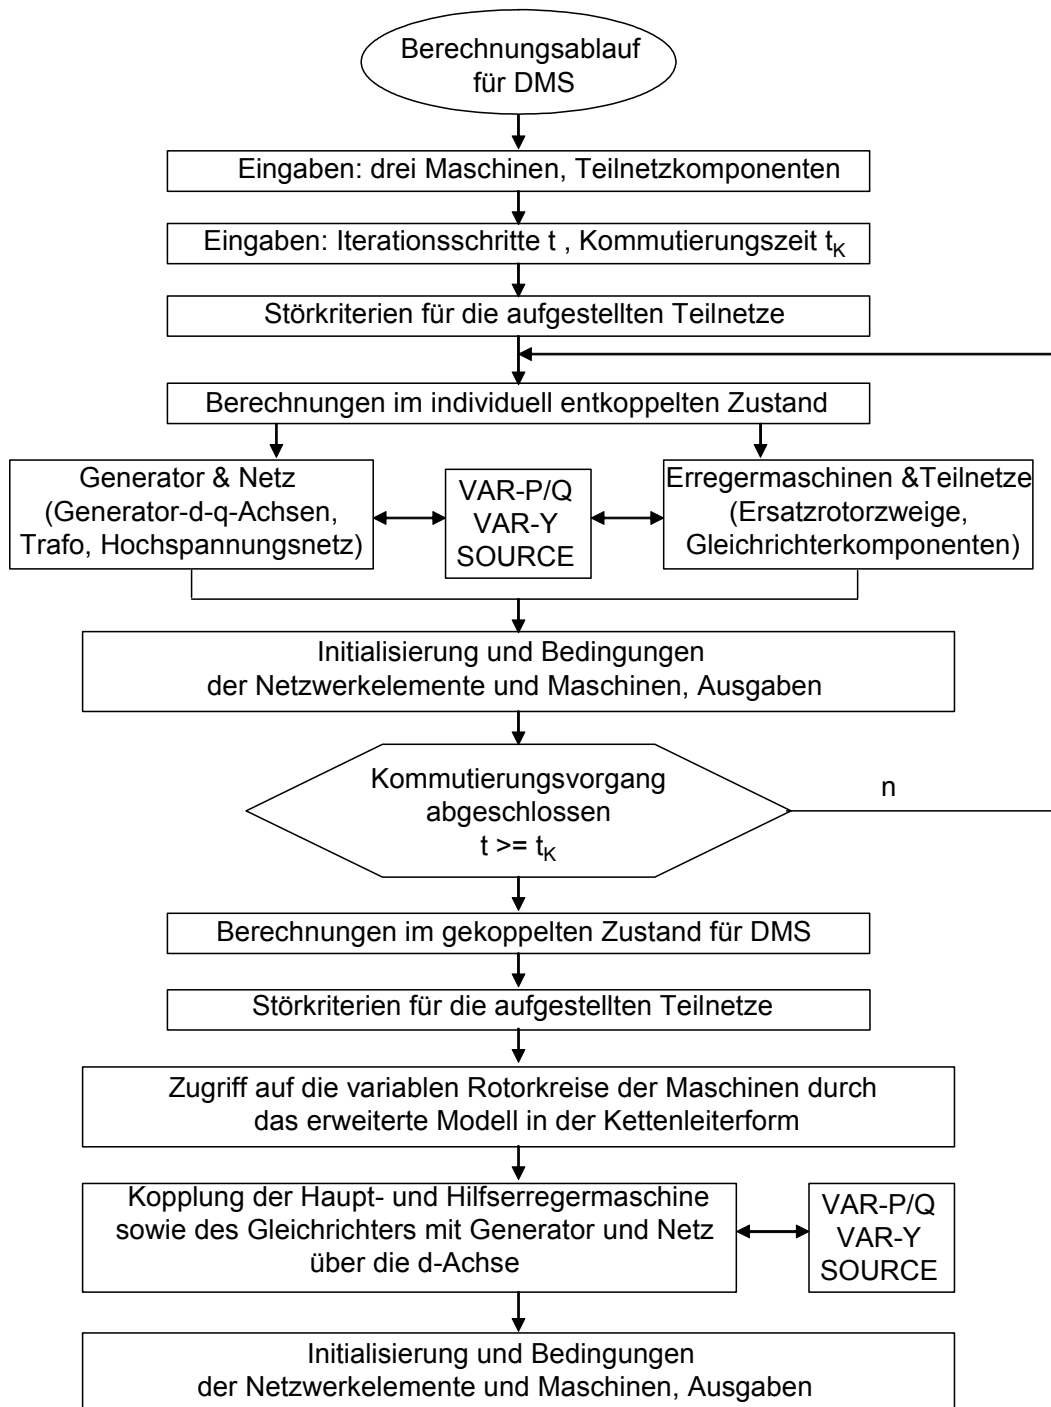 Berechnungsablauf
für DMS
Eingaben: drei Maschinen, Teilnetzkomponenten
Eingaben: Iterationsschritte t , Kommutierungszeit t_K
Störkriterien für die aufgestellten Teilnetze
Berechnungen im individuell entkoppelten Zustand
Generator & Netz
(Generator-d-q-Achsen,
Trafo, Hochspannungsnetz)
VAR-P/Q
VAR-Y
SOURCE
Erregermaschinen &Teilnetze
(Ersatzrotorzweige,
Gleichrichterkomponenten)
Initialisierung und Bedingungen
der Netzwerkelemente und Maschinen, Ausgaben
Kommutierungsvorgang
abgeschlossen
t >= t_K
n
Berechnungen im gekoppelten Zustand für DMS
Störkriterien für die aufgestellten Teilnetze
Zugriff auf die variablen Rotorkreise der Maschinen durch
das erweiterte Modell in der Kettenleiterform
Kopplung der Haupt- und Hilfserregermaschine
sowie des Gleichrichters mit Generator und Netz
über die d-Achse
VAR-P/Q
VAR-Y
SOURCE
Initialisierung und Bedingungen
der Netzwerkelemente und Maschinen, Ausgaben